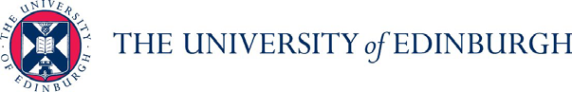 THE UNIVERSITY
OF EDINBURGH
THE UNIVERSITY of EDINBURGH